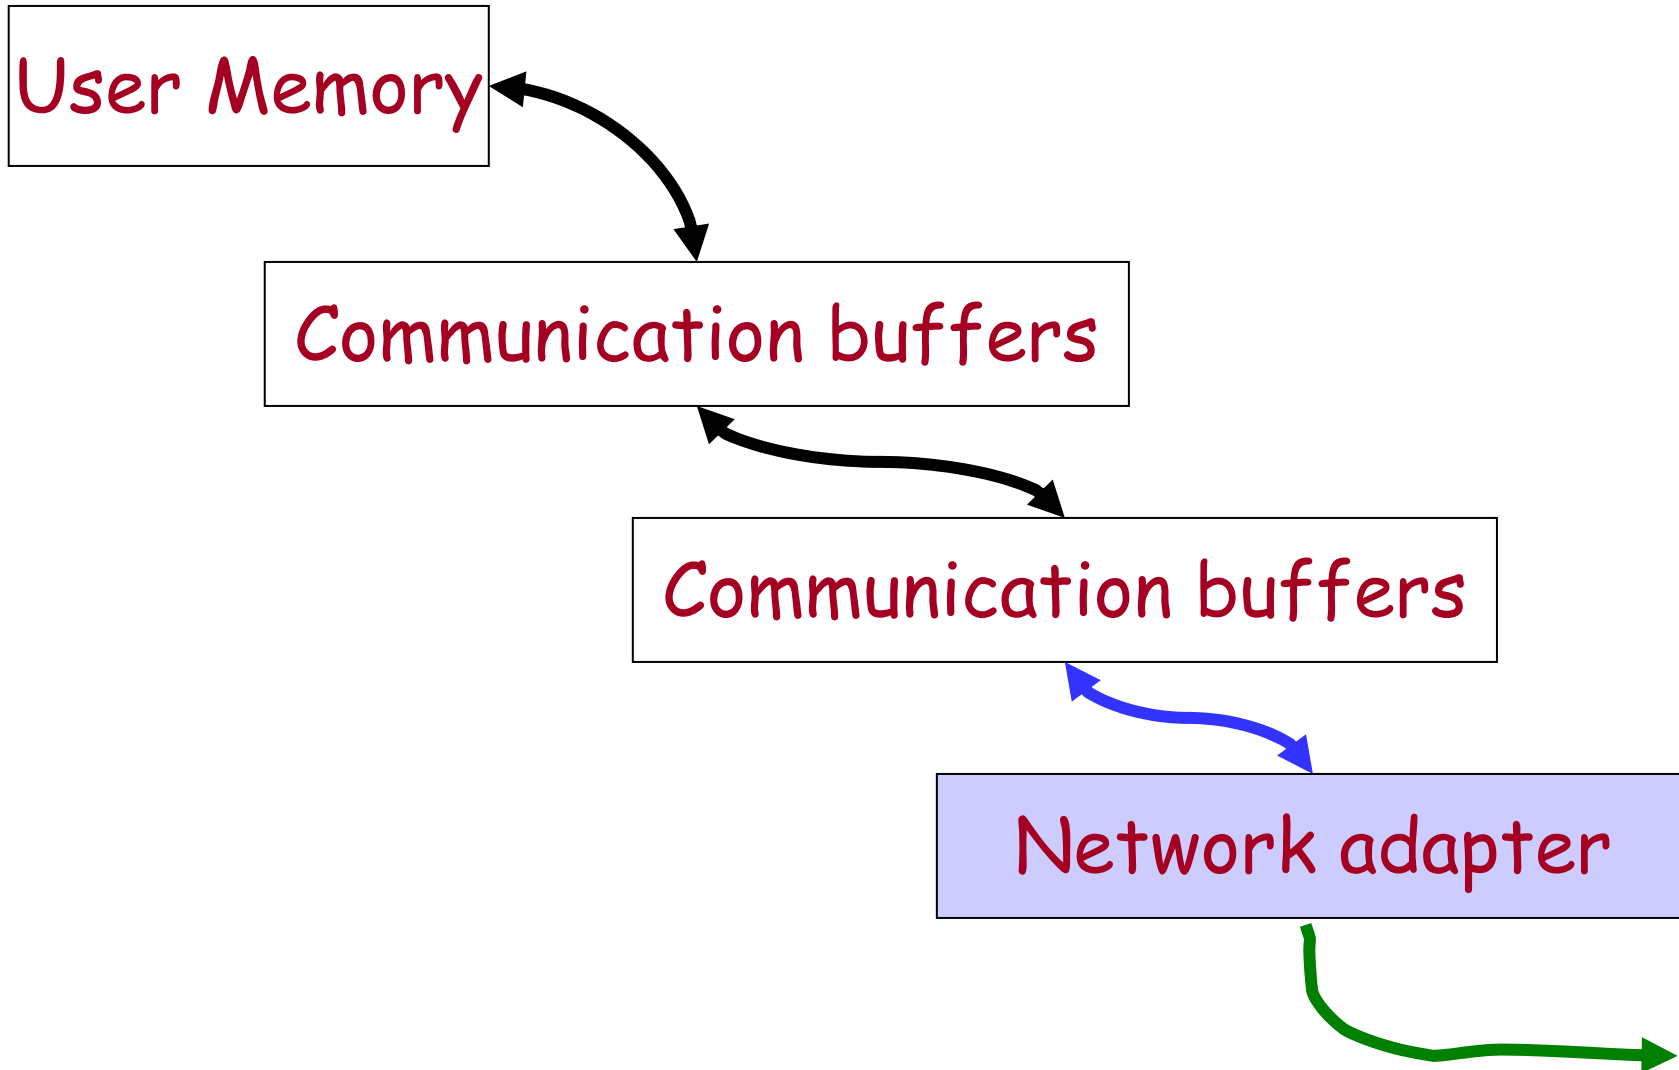 User Memory
Communication buffers
Communication buffers
Network adapter